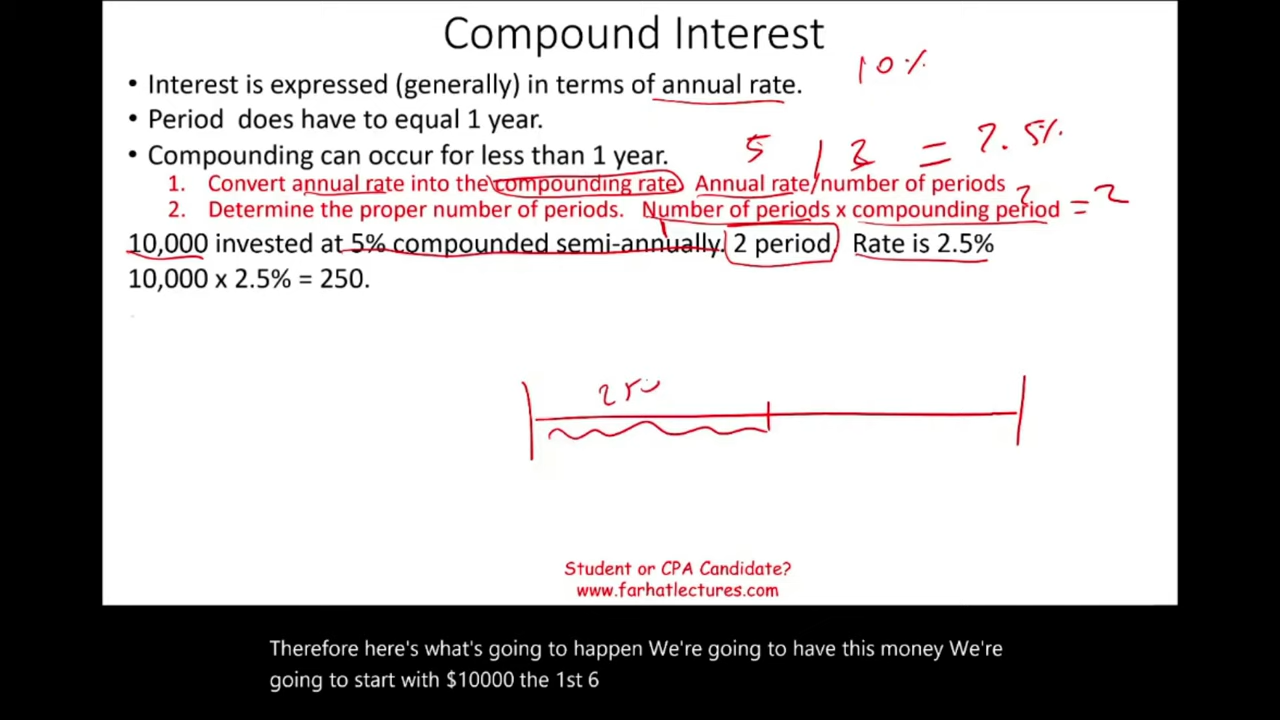 Compound Interest
• Interest is expressed (generally) in terms of annual rate.
10%
• Period does have to equal 1 year.
• Compounding can occur for less than 1 year.
5 / 2 = 2.5%
1. Convert annual rate into the compounding rate. Annual rate/number of periods
2. Determine the proper number of periods. Number of periods x compounding period = 2
10,000 invested at 5% compounded semi-annually. 2 period. Rate is 2.5%
10,000 x 2.5% = 250.
250
Student or CPA Candidate?
www.farhatlectures.com
Therefore here's what's going to happen We're going to have this money We're
going to start with $10000 the 1st 6